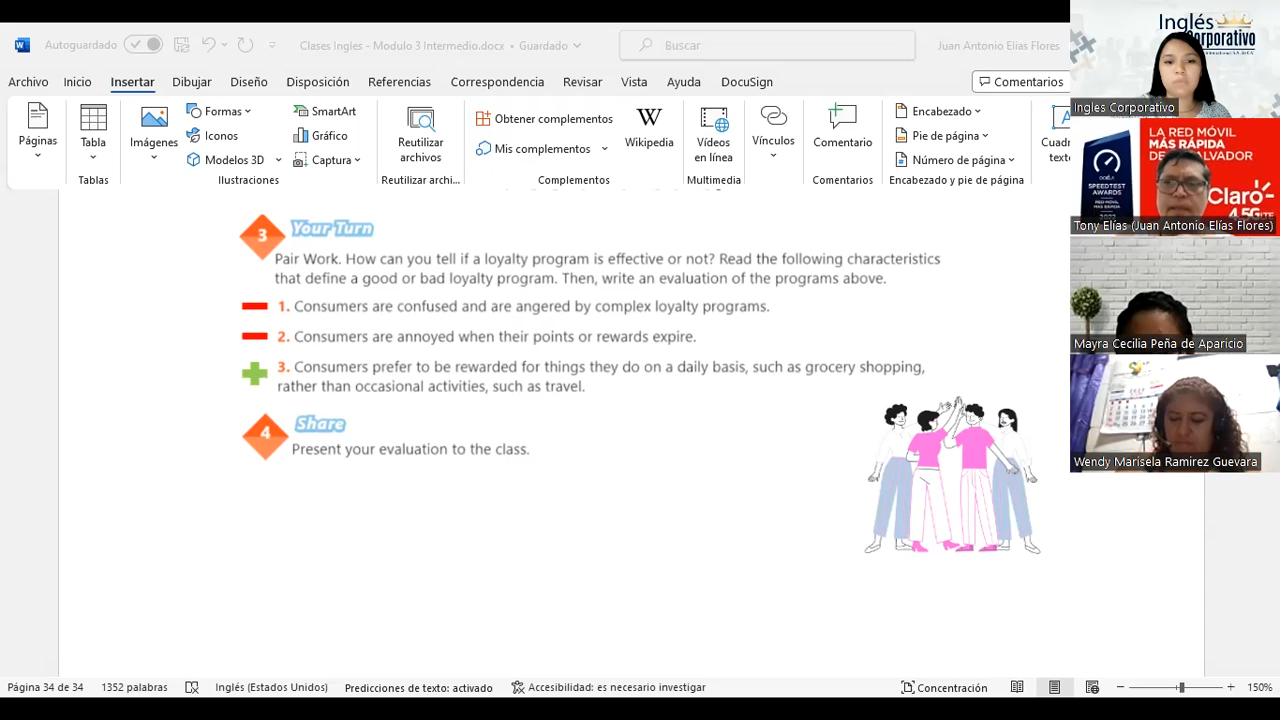 Autoguardado
Clases Ingles - Modulo 3 Intermedio.docx • Guardado
Buscar
Juan Antonio Elías Flores
Archivo Inicio Insertar Dibujar Diseño Disposición Referencias Correspondencia Revisar Vista Ayuda DocuSign
Comentarios
Páginas
Tabla
Tablas
Imágenes
Formas
Iconos
Modelos 3D
SmartArt
Gráfico
Captura
Ilustraciones
Reutilizar
archivos
Reutilizar archi...
Obtener complementos
Mis complementos
Wikipedia
Complementos
Vídeos
en línea
Multimedia
Vínculos
Comentario
Comentarios
Encabezado
Pie de página
Número de página
Encabezado y pie de página
3 Your Turn
Pair Work. How can you tell if a loyalty program is effective or not? Read the following characteristics
that define a good or bad loyalty program. Then, write an evaluation of the programs above.
1. Consumers are confused and are angered by complex loyalty programs.
2. Consumers are annoyed when their points or rewards expire.
3. Consumers prefer to be rewarded for things they do on a daily basis, such as grocery shopping,
rather than occasional activities, such as travel.
4 Share
Present your evaluation to the class.
Inglés
Corporativo
Ingles Corporativo
LA RED MÓVIL
MÁS RÁPIDA
SPEEDTEST
AWARDS
Claro
4.5G
Tony Elías (Juan Antonio Elías Flores)
Mayra Cecilia Peña de Aparicio
Wendy Marisela Ramirez Guevara
Página 34 de 34 1352 palabras Inglés (Estados Unidos) Predicciones de texto: activado Accesibilidad: es necesario investigar Concentración 150%